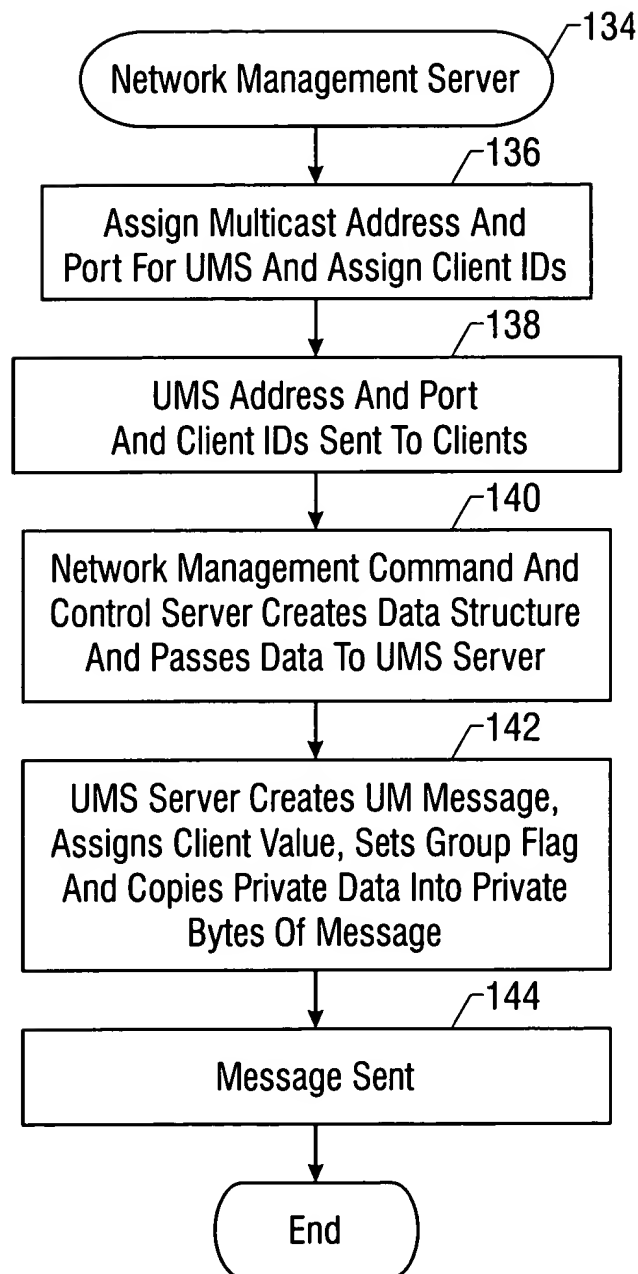 134
Network Management Server
136
Assign Multicast Address And
Port For UMS And Assign Client IDs
138
UMS Address And Port
And Client IDs Sent To Clients
140
Network Management Command And
Control Server Creates Data Structure
And Passes Data To UMS Server
142
UMS Server Creates UM Message,
Assigns Client Value, Sets Group Flag
And Copies Private Data Into Private
Bytes Of Message
144
Message Sent
End